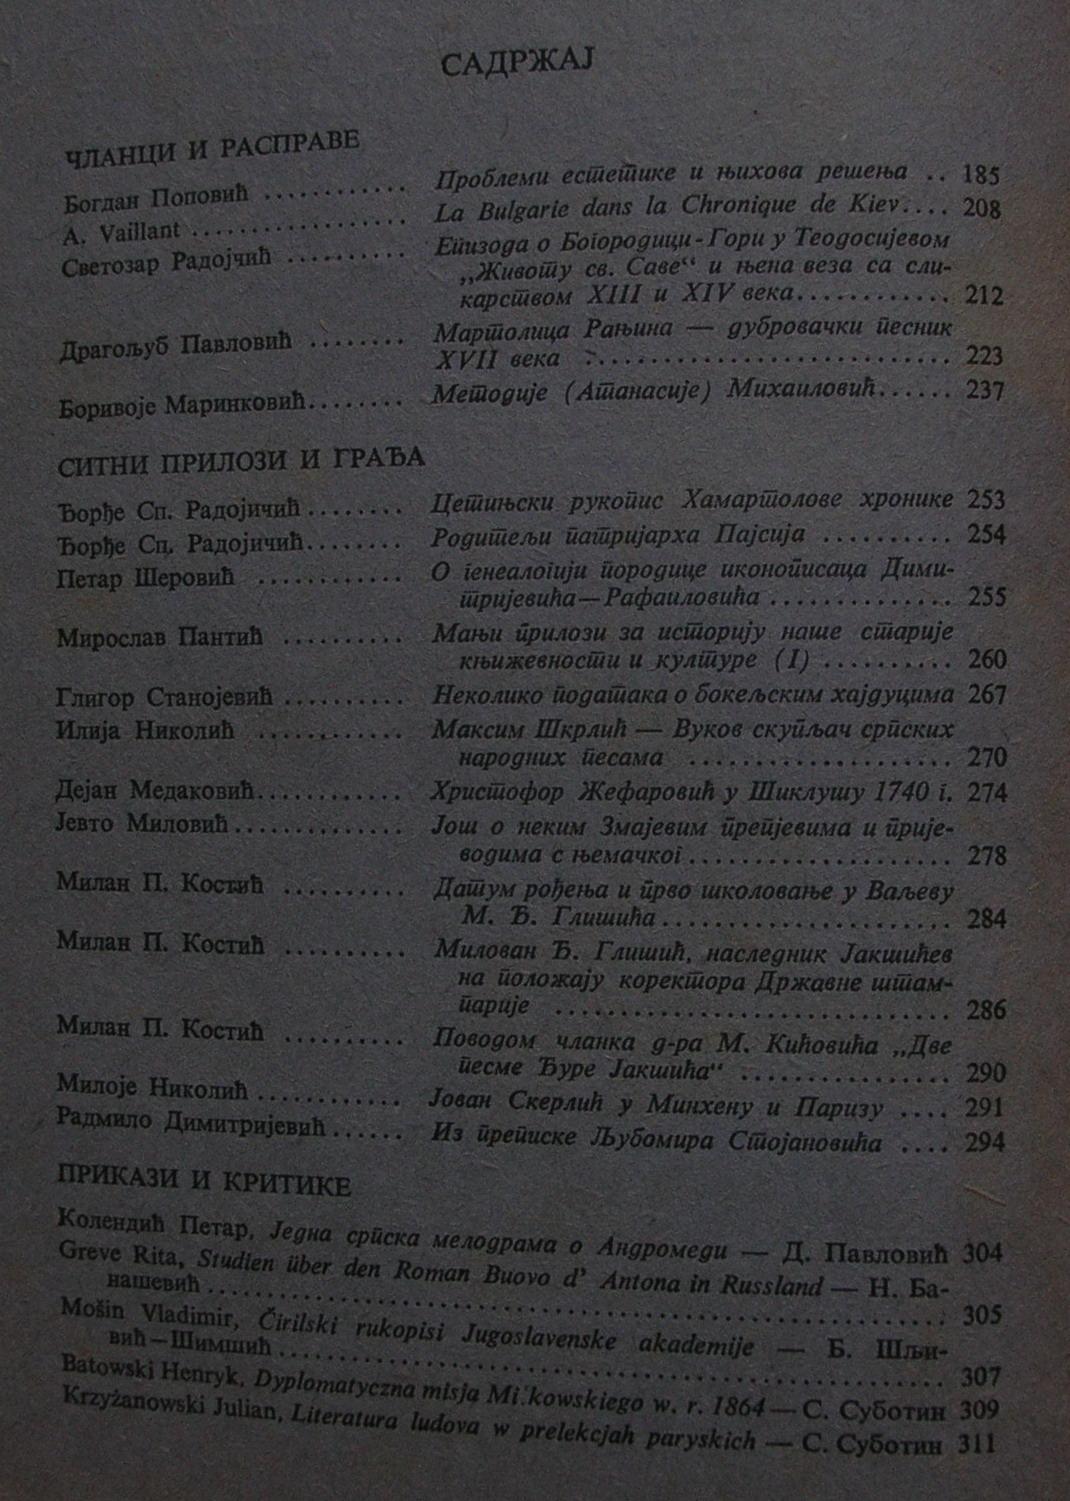 САДРЖАЈ
ЧЛАНЦИ И РАСПРАВЕ
Богдан Поповић ............ Проблеми естетике и њихова решења .. 185
A. Vaillant .................. La Bulgarie dans la Chronique de Kiev.... 208
Светозар Радојчић .......... Епизода о Богородици-Гори у Теодосијевом
„Животу св. Саве“ и њена веза са сли-
карством XIII и XIV века............ 212
Драгољуб Павловић ........ Мартолица Рањина — дубровачки песник
XVII века ............................ 223
Боривоје Маринковић........ Методије (Атанасије) Михаиловић...... 237
СИТНИ ПРИЛОЗИ И ГРАЂА
Ђорђе Сп. Радојичић ........ Цетињски рукопис Хамартолове хронике 253
Ђорђе Сп. Радојичић........ Родитељи патријарха Пајсија .......... 254
Петар Шеровић ............ О генеалогији породице иконописаца Дими-
тријевића—Рафаиловића .............. 255
Мирослав Пантић .......... Мањи прилози за историју наше старије
књижевности и културе (I) .......... 260
Глигор Станојевић .......... Неколико података о бокељским хајдуцима 267
Илија Николић ............ Максим Шкрлић — Вуков скупљач српских
народних песама .................... 270
Дејан Медаковић............ Христофор Жефаровић у Шиклушу 1740 г. 274
Јевто Миловић.............. Још о неким Змајевим препјевима и прије-
водима с њемачког.................... 278
Милан П. Костић .......... Датум рођења и прво школовање у Ваљеву
М. Ђ. Глишића...................... 284
Милан П. Костић .......... Милован Ђ. Глишић, наследник Јакшићев
на положају коректора Државне штам-
парије .............................. 286
Милан П. Костић .......... Поводом чланка д-ра М. Кићовића „Две
песме Ђуре Јакшића“ ................ 290
Милоје Николић ............ Јован Скерлић у Минхену и Паризу .... 291
Радмило Димитријевић...... Из преписке Љубомира Стојановића .... 294
ПРИКАЗИ И КРИТИКЕ
Колендић Петар, Једна српска мелодрама о Андромеди — Д. Павловић 304
Greve Rita, Studien über den Roman Buovo d' Antona in Russland — Н. Ба-
нашевић .................................................. 305
Mošin Vladimir, Ćirilski rukopisi Jugoslavenske akademije — Б. Шљи-
вић—Шимшић .............................................. 307
Batowski Henryk, Dyplomatyczna misja Mi.kowskiego w. r. 1864 — С. Суботин 309
Krzyżanowski Julian, Literatura ludova w prelekcjah paryskich — С. Суботин 311